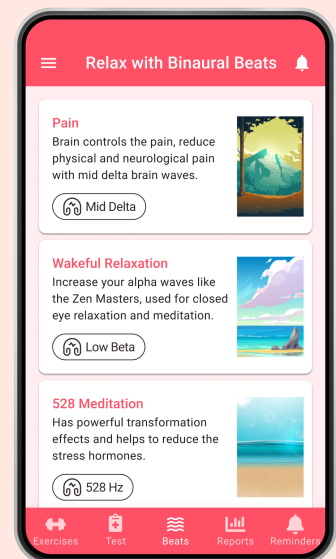 Relax with Binaural Beats
Pain
Brain controls the pain, reduce
physical and neurological pain
with mid delta brain waves.
Mid Delta
Wakeful Relaxation
Increase your alpha waves like
the Zen Masters, used for closed
eye relaxation and meditation.
Low Beta
528 Meditation
Has powerful transformation
effects and helps to reduce the
stress hormones.
528 Hz
Exercises Test Beats Reports Reminders